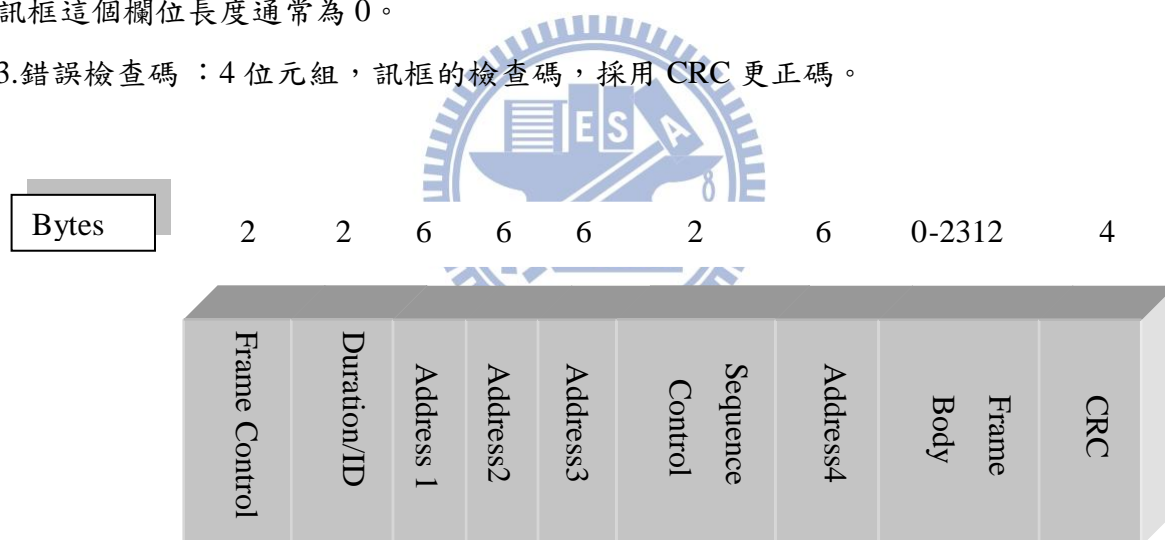 訊框這個欄位長度通常為 0。
3.錯誤檢查碼 ：4 位元組，訊框的檢查碼，採用 CRC 更正碼。
ES A
8
Bytes 2 2 6 6 6 2 6 0-2312 4
Frame Control
Duration/ID
Address 1
Address2
Address3
Sequence
Control
Address4
Frame
Body
CRC